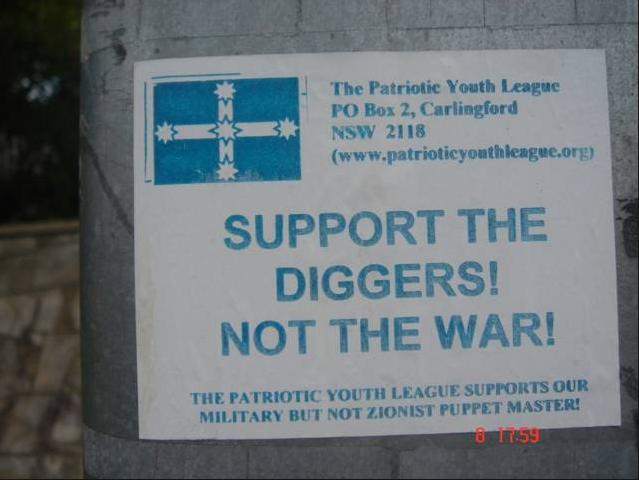 The Patriotic Youth League
PO Box 2, Carlingford
NSW 2118
(www.patrioticyouthleague.org)
SUPPORT THE
DIGGERS!
NOT THE WAR!
THE PATRIOTIC YOUTH LEAGUE SUPPORTS OUR
MILITARY BUT NOT ZIONIST PUPPET MASTER!
8 17:59